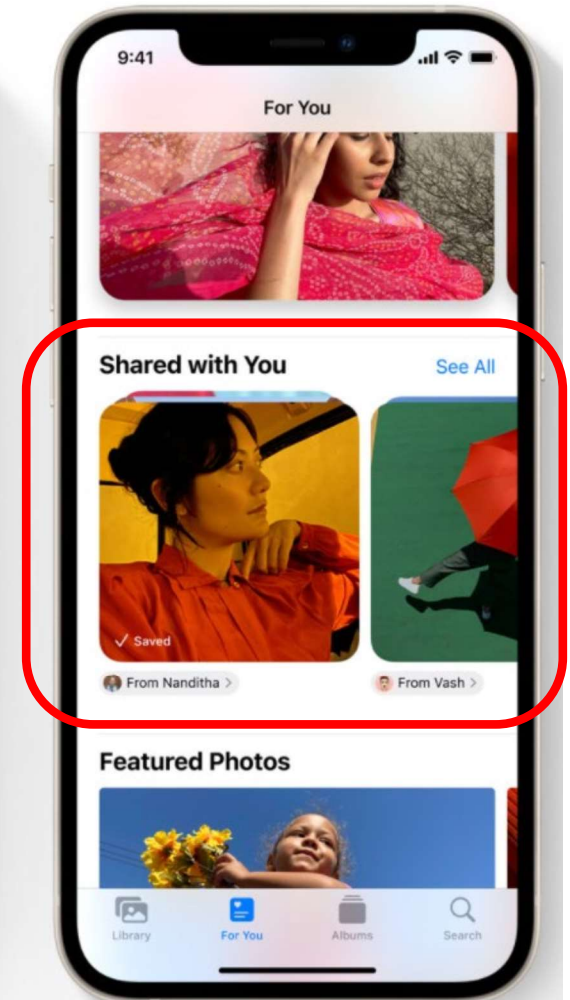 9:41
For You
Shared with You
See All
Saved
From Nanditha >
From Vash >
Featured Photos
Library
For You
Albums
Search